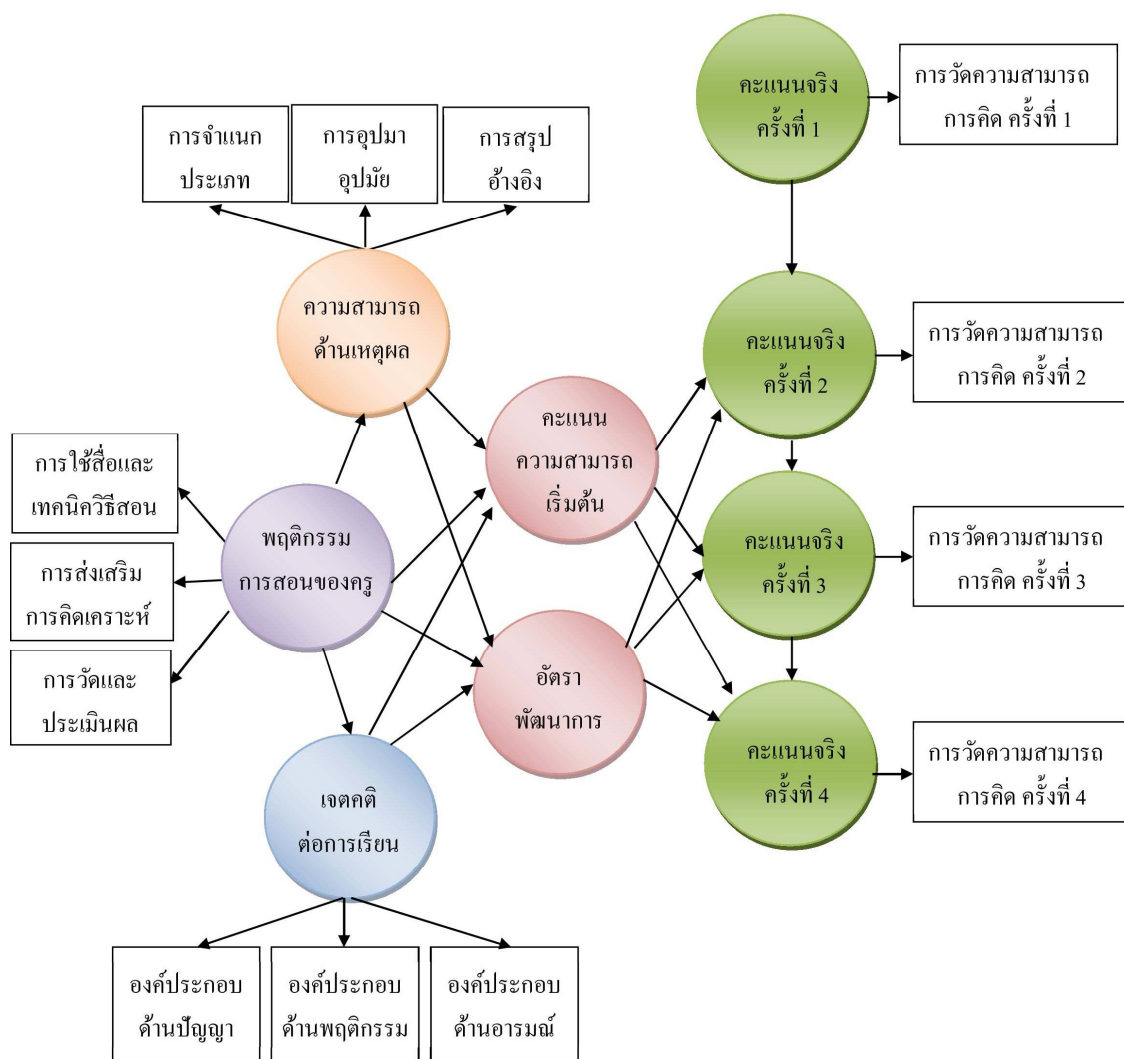 คะแนนจริง
ครั้งที่ 1
การวัดความสามารถ
การคิด ครั้งที่ 1
การจำแนก
ประเภท
การอุปมา
อุปมัย
การสรุป
อ้างอิง
ความสามารถ
ด้านเหตุผล
คะแนนจริง
ครั้งที่ 2
การวัดความสามารถ
การคิด ครั้งที่ 2
คะแนน
ความสามารถ
เริ่มต้น
การใช้สื่อและ
เทคนิควิธีสอน
การส่งเสริม
การคิดเคราะห์
การวัดและ
ประเมินผล
พฤติกรรม
การสอนของครู
คะแนนจริง
ครั้งที่ 3
การวัดความสามารถ
การคิด ครั้งที่ 3
อัตรา
พัฒนาการ
คะแนนจริง
ครั้งที่ 4
การวัดความสามารถ
การคิด ครั้งที่ 4
เจตคติ
ต่อการเรียน
องค์ประกอบ
ด้านปัญญา
องค์ประกอบ
ด้านพฤติกรรม
องค์ประกอบ
ด้านอารมณ์